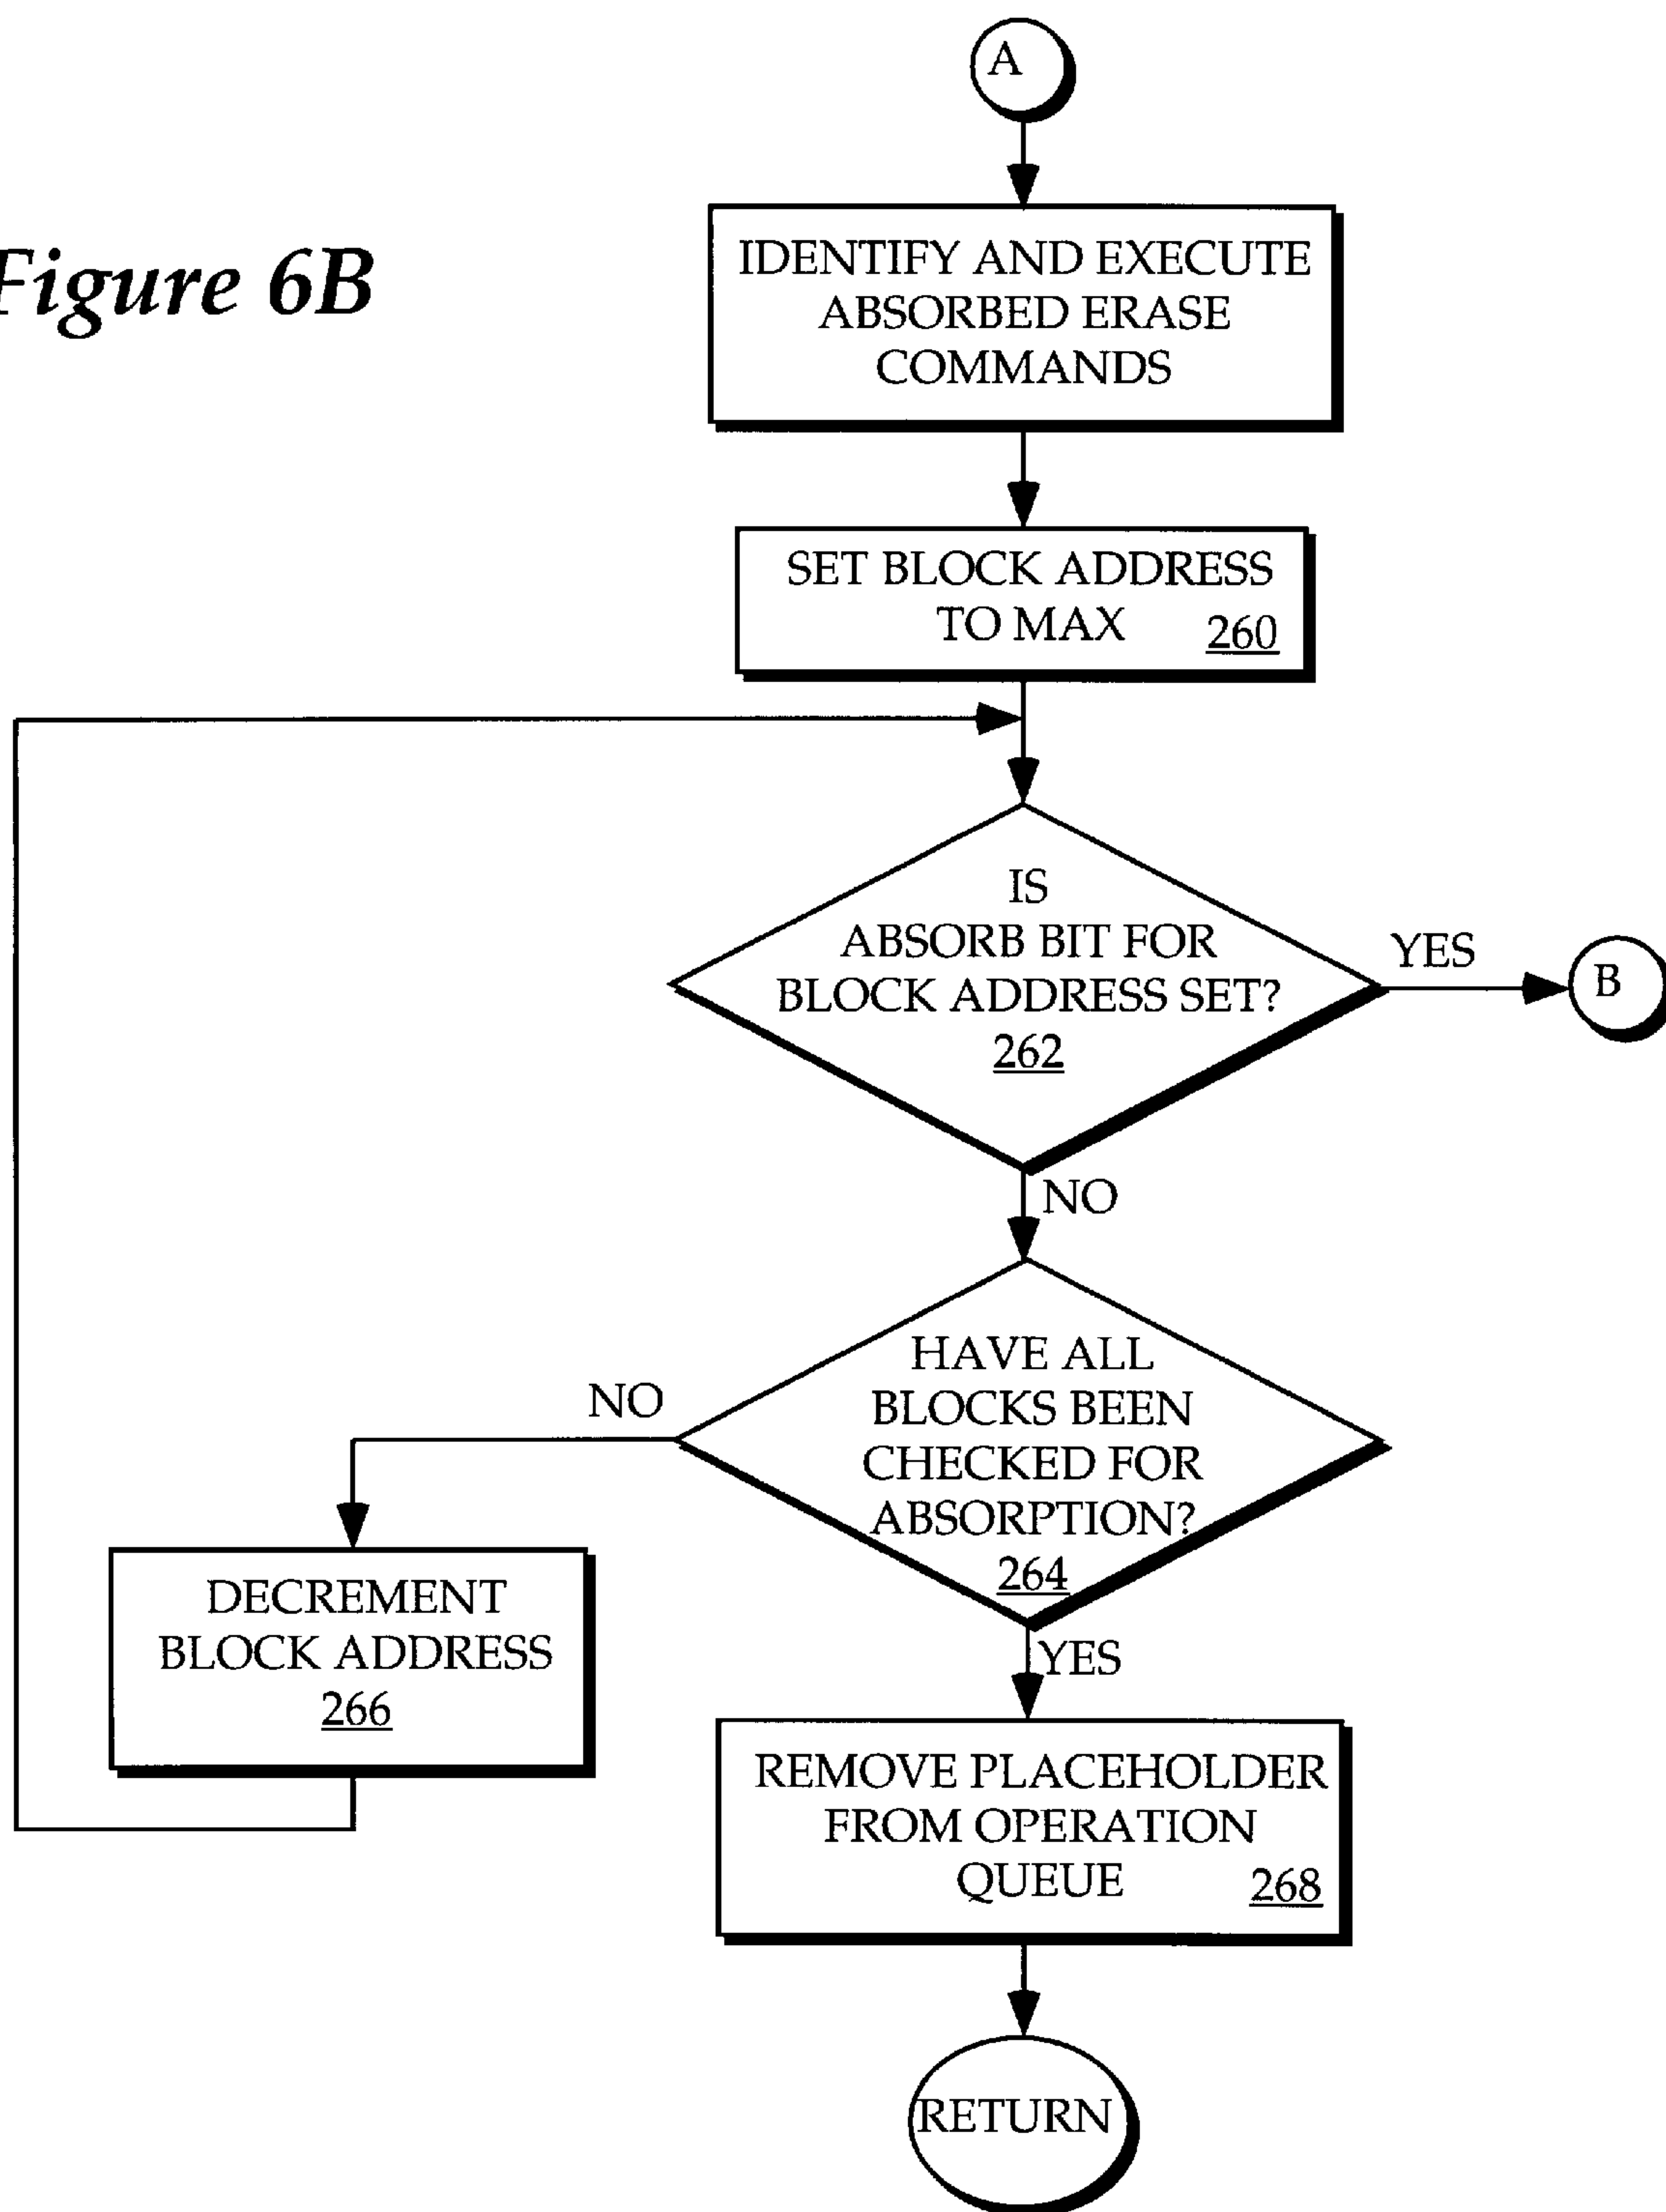 A
Figure 6B
IDENTIFY AND EXECUTE
ABSORBED ERASE
COMMANDS
SET BLOCK ADDRESS
TO MAX 260
IS
ABSORB BIT FOR
BLOCK ADDRESS SET?
262
YES
B
NO
HAVE ALL
BLOCKS BEEN
CHECKED FOR
ABSORPTION?
264
NO
DECREMENT
BLOCK ADDRESS
266
YES
REMOVE PLACEHOLDER
FROM OPERATION
QUEUE 268
RETURN